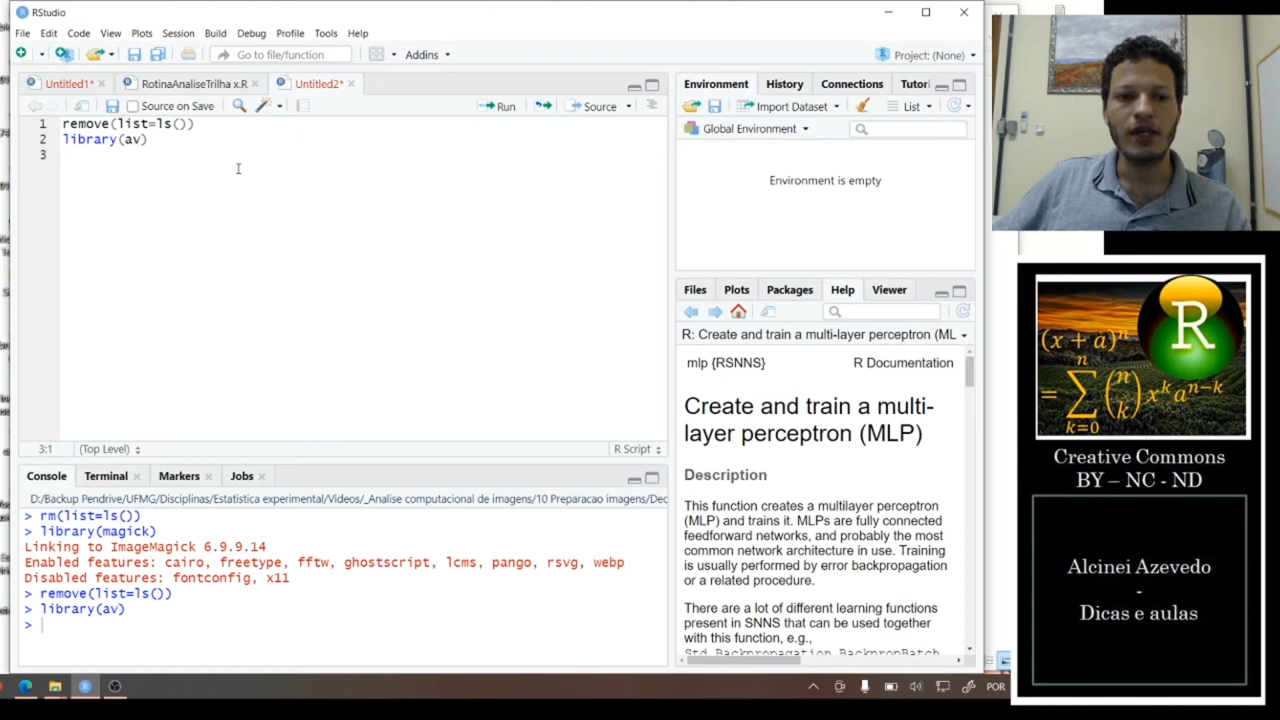 RStudio
File Edit Code View Plots Session Build Debug Profile Tools Help
Go to file/function Addins Project: (None)
Untitled1* RotinaAnaliseTrilha x.R Untitled2*
Source on Save Run Source
1 remove(list=ls())
2 library(av)
3
3:1 (Top Level) R Script
Console Terminal Markers Jobs
D:/Backup Pendrive/UFMG/Disciplinas/Estatistica experimental/Videos/_Analise computacional de imagens/10 Preparacao imagens/Dec
> rm(list=ls())
> library(magick)
Linking to ImageMagick 6.9.9.14
Enabled features: cairo, freetype, fftw, ghostscript, lcms, pango, rsvg, webp
Disabled features: fontconfig, x11
> remove(list=ls())
> library(av)
>
Environment History Connections Tutori
Import Dataset List
Global Environment
Environment is empty
Files Plots Packages Help Viewer
R: Create and train a multi-layer perceptron (ML
mlp {RSNNS} R Documentation
Create and train a multi-
layer perceptron (MLP)
Description
This function creates a multilayer perceptron
(MLP) and trains it. MLPs are fully connected
feedforward networks, and probably the most
common network architecture in use. Training
is usually performed by error backpropagation
or a related procedure.
There are a lot of different learning functions
present in SNNS that can be used together
with this function, e.g.,
Std_Backpropagation, BackpropBatch,
POR
R
(x + a)^n
= ∑ n k=0 (n k) x^k a^{n-k}
Creative Commons
BY – NC - ND
Alcinei Azevedo
-
Dicas e aulas